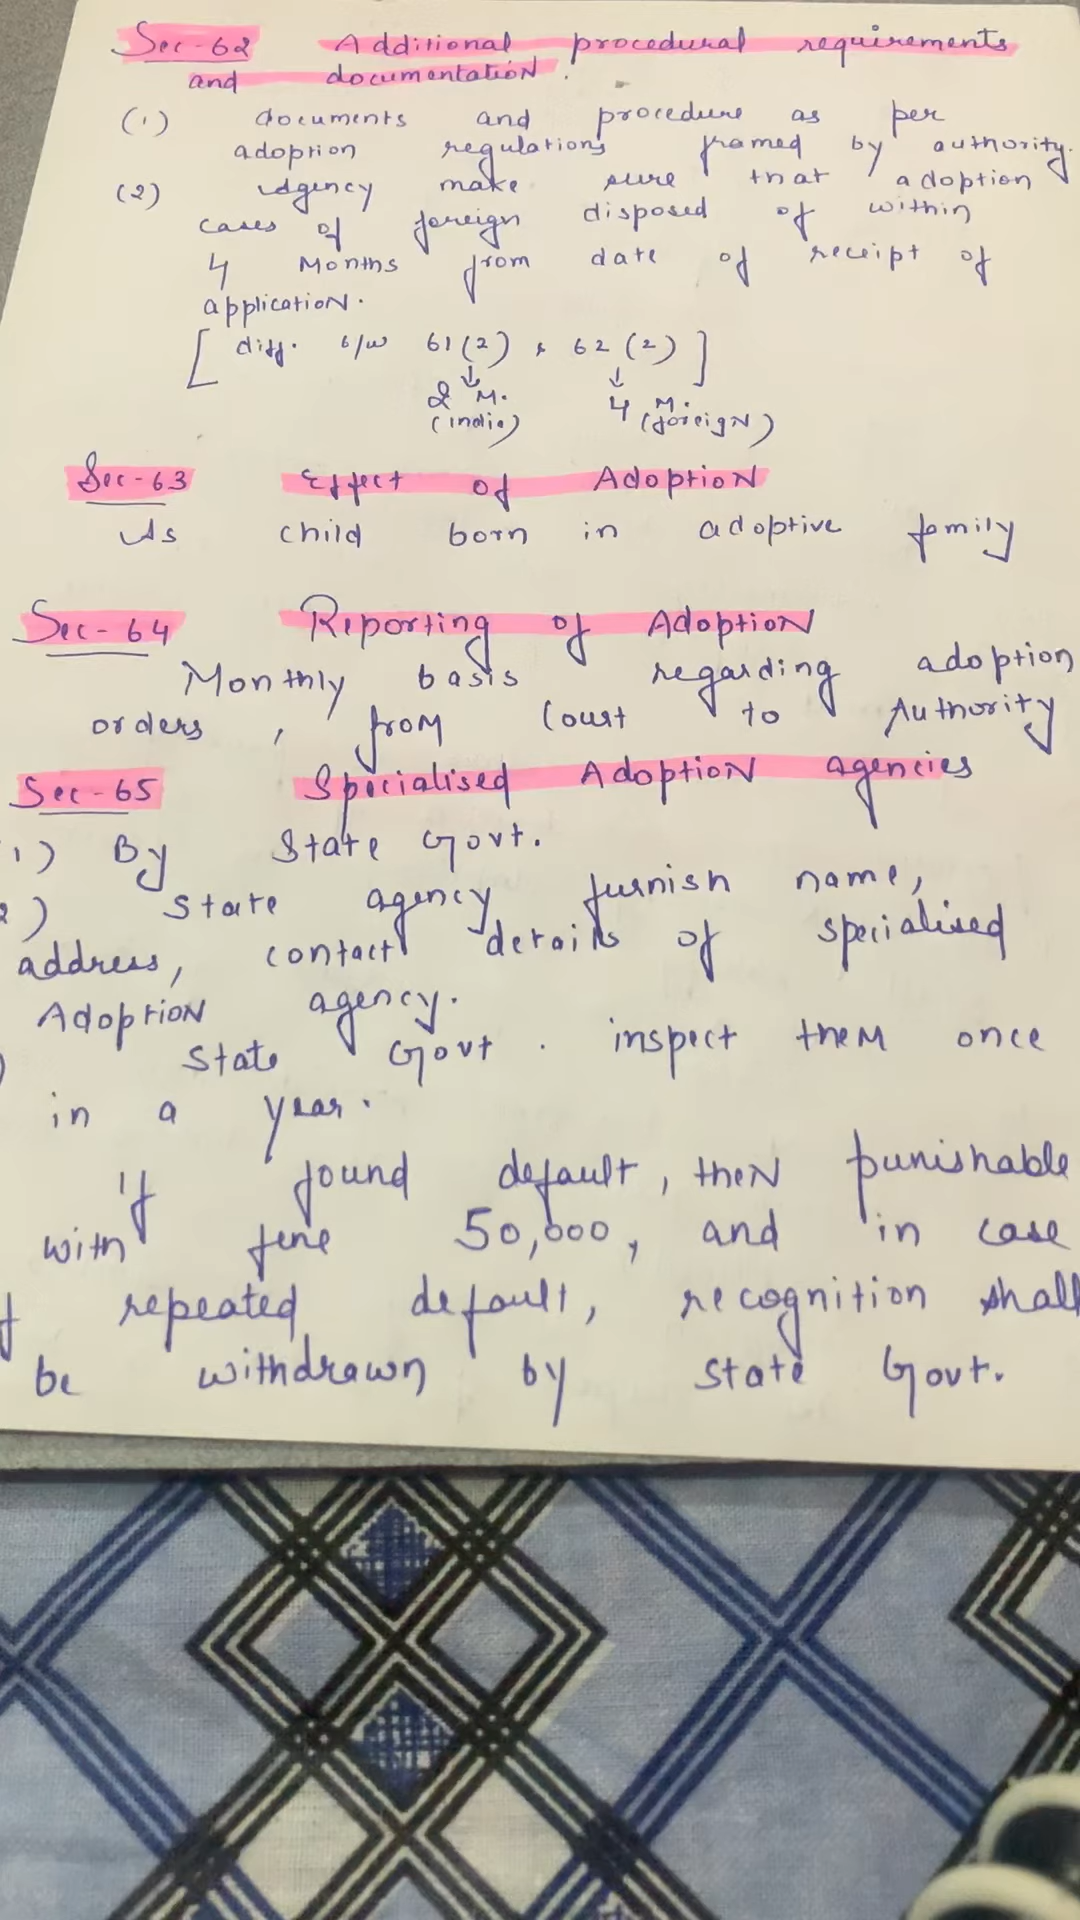 Sec-62 Additional procedural requirements
and documentation.
(1) documents and procedure as per
adoption regulations framed by authority.
(2) Agency make sure that adoption
cases of foreign disposed of within
4 Months from date of receipt of
application.
[ diff. b/w 61(2) & 62(2) ]
↓ ↓
2 M. 4 M.
(india) (foreign)
Sec-63 Effect of Adoption
As child born in adoptive family
Sec-64 Reporting of Adoption
Monthly basis regarding adoption
orders, from Court to Authority
Sec-65 Specialised Adoption agencies
1) By State Govt.
2) State agency furnish name,
address, contact details of specialised
Adoption agency.
) State Govt. inspect them once
in a year.
If found default, then punishable
with fine 50,000, and in case
f repeated default, recognition shall
be withdrawn by State Govt.